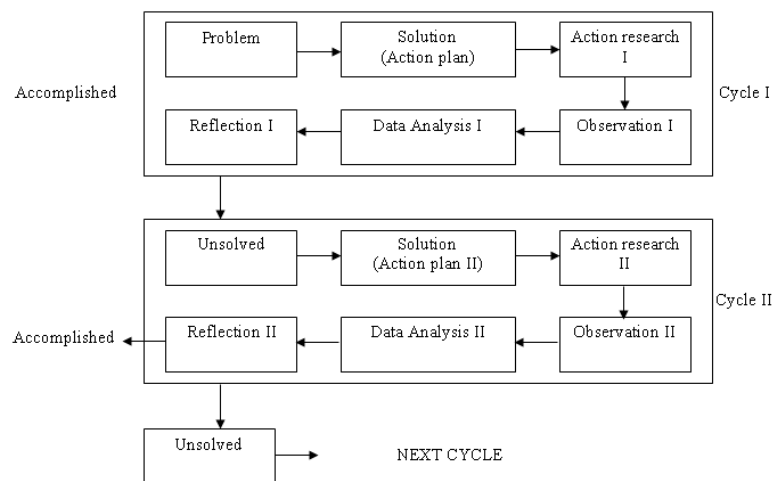 Problem
Solution
(Action plan)
Action research
I
Accomplished
Cycle I
Reflection I
Data Analysis I
Observation I
Unsolved
Solution
(Action plan II)
Action research
II
Cycle II
Accomplished
Reflection II
Data Analysis II
Observation II
Unsolved
NEXT CYCLE